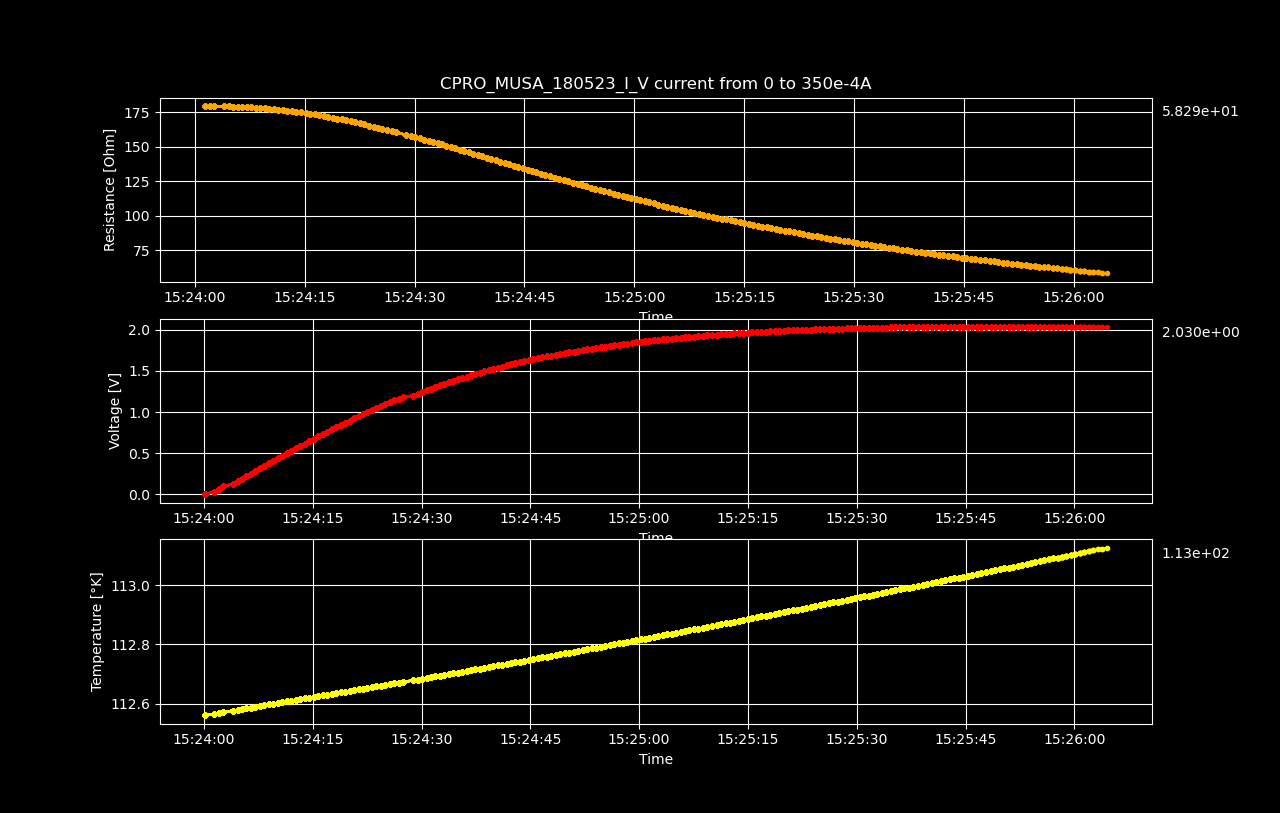 CPRO_MUSA_180523_I_V current from 0 to 350e-4A
5.829e+01
Resistance [Ohm]
175
150
125
100
75
15:24:00 15:24:15 15:24:30 15:24:45 15:25:00 15:25:15 15:25:30 15:25:45 15:26:00
Time
2.030e+00
Voltage [V]
2.0
1.5
1.0
0.5
0.0
15:24:00 15:24:15 15:24:30 15:24:45 15:25:00 15:25:15 15:25:30 15:25:45 15:26:00
Time
1.13e+02
Temperature [°K]
113.0
112.8
112.6
15:24:00 15:24:15 15:24:30 15:24:45 15:25:00 15:25:15 15:25:30 15:25:45 15:26:00
Time